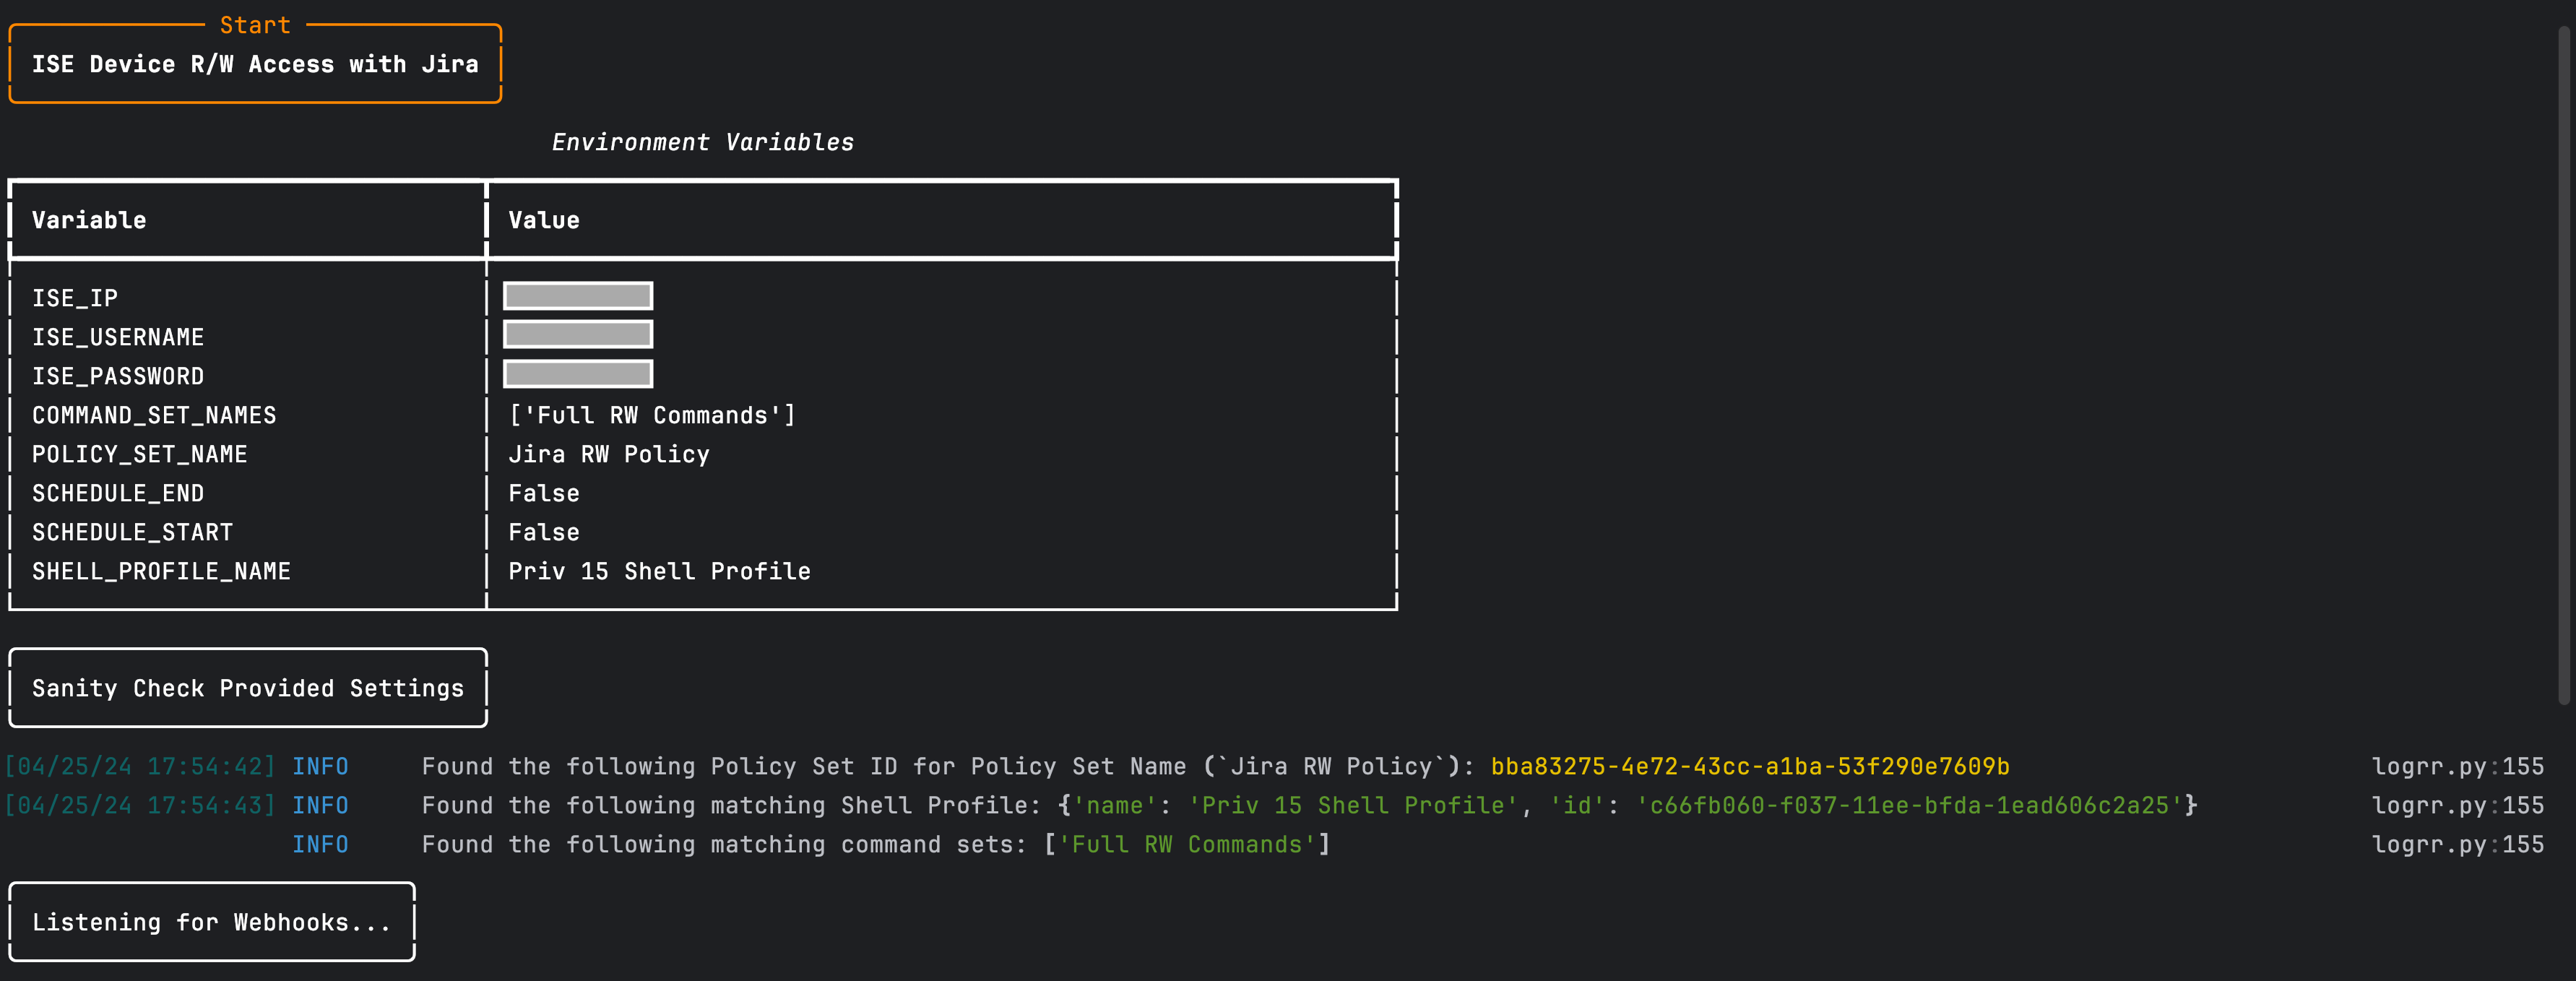 Start
ISE Device R/W Access with Jira
Environment Variables
Variable Value
ISE_IP
ISE_USERNAME
ISE_PASSWORD
COMMAND_SET_NAMES ['Full RW Commands']
POLICY_SET_NAME Jira RW Policy
SCHEDULE_END False
SCHEDULE_START False
SHELL_PROFILE_NAME Priv 15 Shell Profile
Sanity Check Provided Settings
[04/25/24 17:54:42] INFO Found the following Policy Set ID for Policy Set Name (`Jira RW Policy`): bba83275-4e72-43cc-a1ba-53f290e7609b logrr.py:155
[04/25/24 17:54:43] INFO Found the following matching Shell Profile: {'name': 'Priv 15 Shell Profile', 'id': 'c66fb060-f037-11ee-bfda-1ead606c2a25'} logrr.py:155
INFO Found the following matching command sets: ['Full RW Commands'] logrr.py:155
Listening for Webhooks...